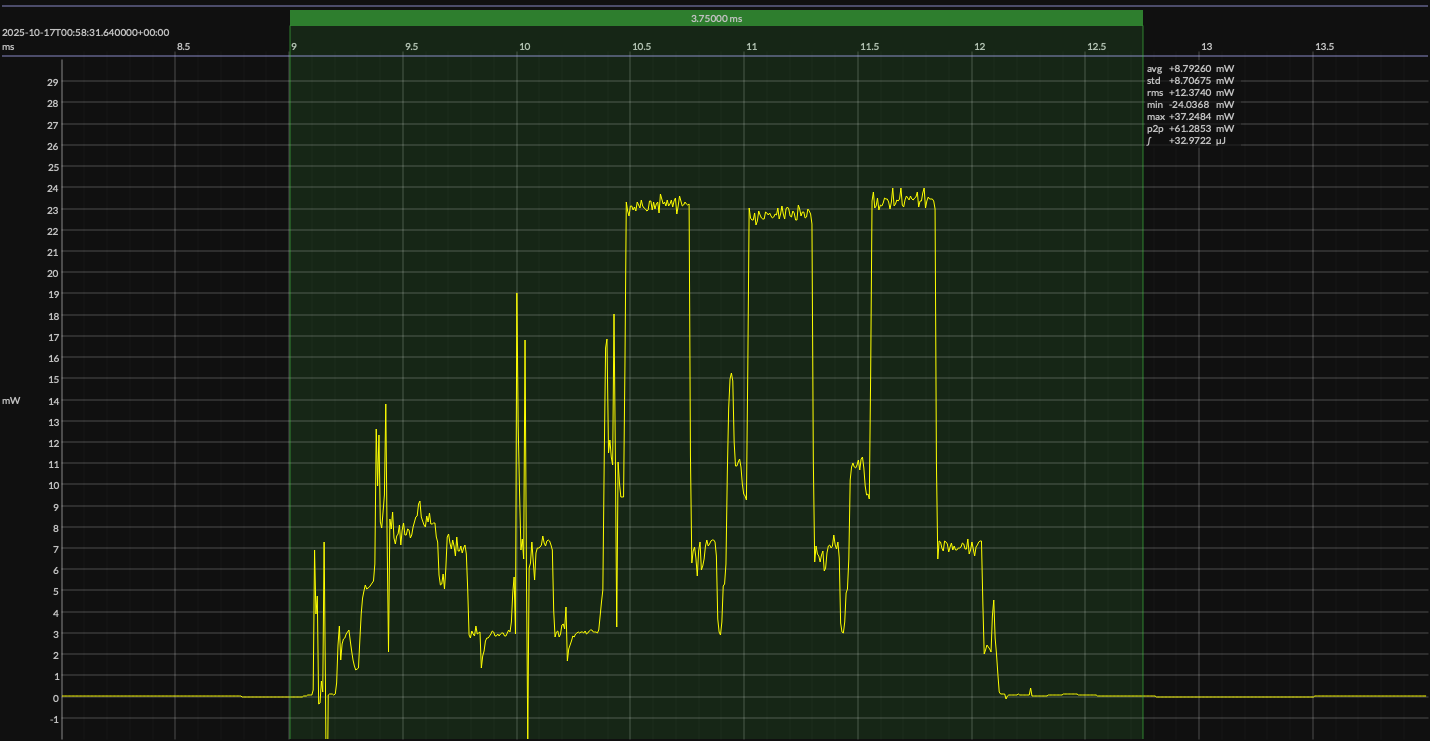 3.75000 ms
2025-10-17T00:58:31.640000+00:00
ms 8.5 9 9.5 10 10.5 11 11.5 12 12.5 13 13.5
avg +8.79260 mW
std +8.70675 mW
rms +12.3740 mW
min -24.0368 mW
max +37.2484 mW
p2p +61.2853 mW
∫ +32.9722 µJ
29
28
27
26
25
24
23
22
21
20
19
18
17
16
15
mW 14
13
12
11
10
9
8
7
6
5
4
3
2
1
0
-1